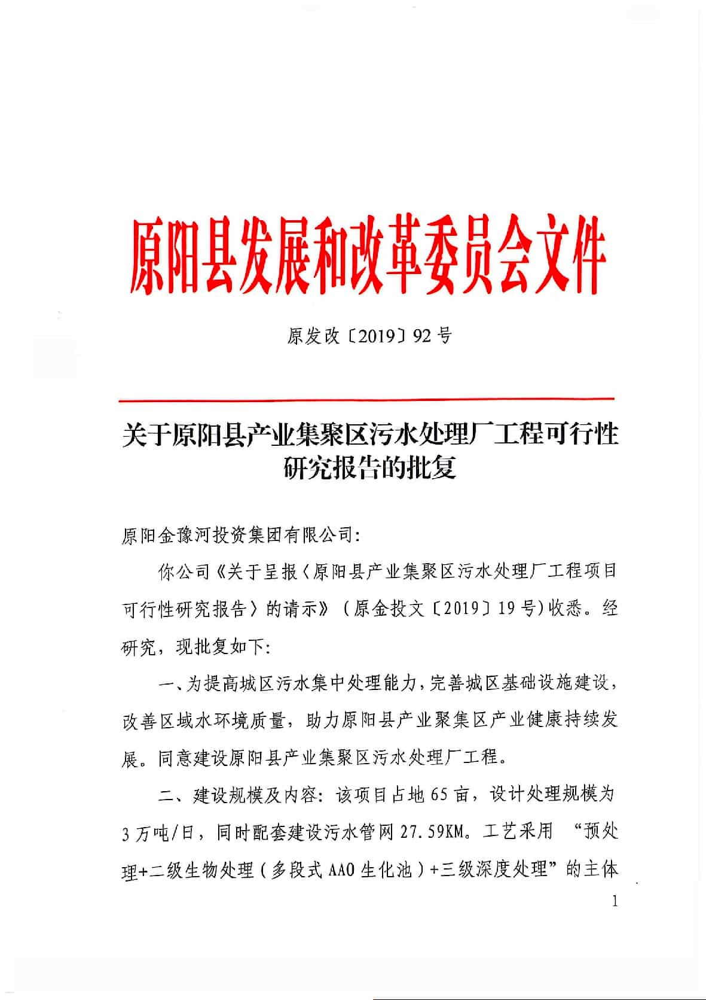 原阳县发展和改革委员会文件
原发改〔2019〕92号
关于原阳县产业集聚区污水处理厂工程可行性
研究报告的批复
原阳金豫河投资集团有限公司：
你公司《关于呈报〈原阳县产业集聚区污水处理厂工程项目
可行性研究报告〉的请示》（原金投文〔2019〕19号)收悉。经
研究，现批复如下：
一、为提高城区污水集中处理能力，完善城区基础设施建设，
改善区域水环境质量，助力原阳县产业聚集区产业健康持续发
展。同意建设原阳县产业集聚区污水处理厂工程。
二、建设规模及内容：该项目占地65亩，设计处理规模为
3万吨/日，同时配套建设污水管网27.59KM。工艺采用 “预处
理+二级生物处理（多段式AAO生化池）+三级深度处理”的主体
1